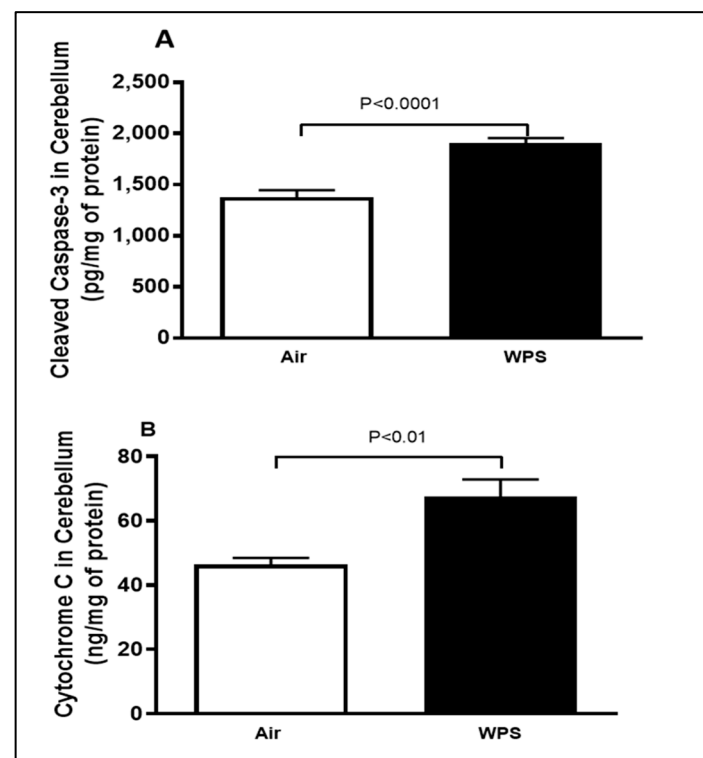 A
Cleaved Caspase-3 in Cerebellum
(pg/mg of protein)
2,500
2,000
1,500
1,000
500
0
P<0.0001
Air
WPS
B
Cytochrome C in Cerebellum
(ng/mg of protein)
80
60
40
20
0
P<0.01
Air
WPS